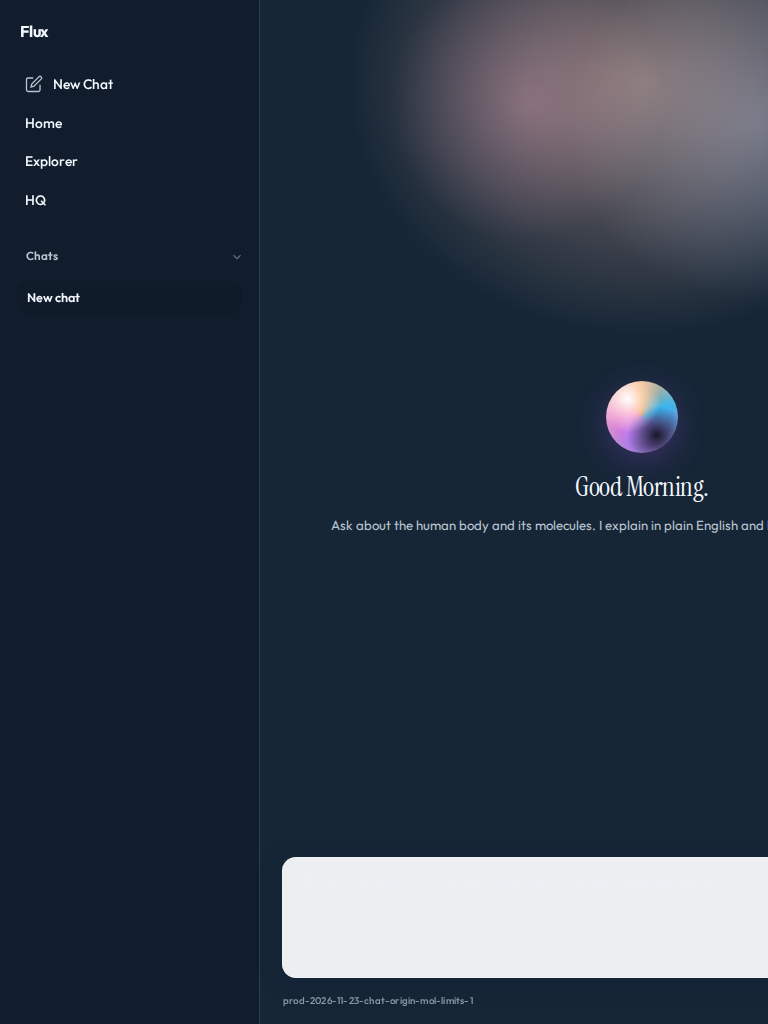 Flux
New Chat
Home
Explorer
HQ
Chats
New chat
Good Morning.
Ask about the human body and its molecules. I explain in plain English and
prod-2026-11-23-chat-origin-mol-limits-1